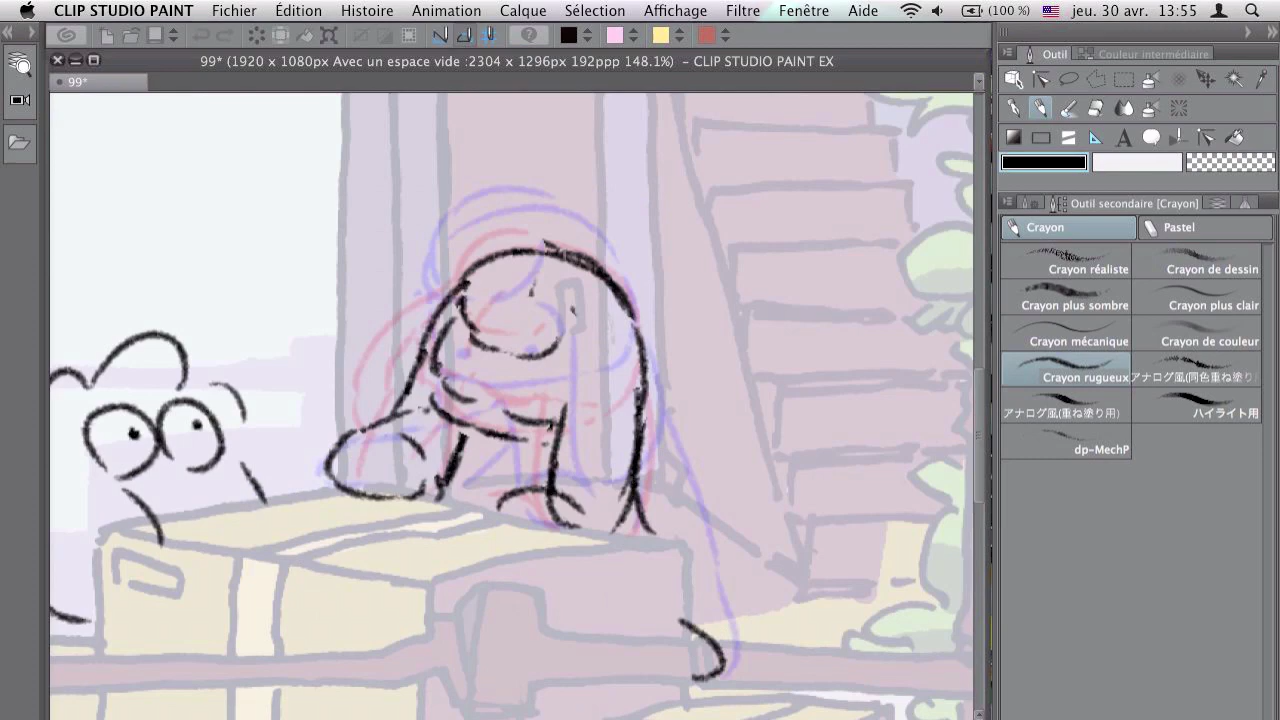 CLIP STUDIO PAINT Fichier Édition Histoire Animation Calque Sélection Affichage Filtre Fenêtre Aide (100 %) jeu. 30 avr. 13:55
99* (1920 x 1080px Avec un espace vide :2304 x 1296px 192ppp 148.1%) - CLIP STUDIO PAINT EX
99*
Outil Couleur intermédiaire
Outil secondaire [Crayon]
Crayon Pastel
Crayon réaliste Crayon de dessin
Crayon plus sombre Crayon plus clair
Crayon mécanique Crayon de couleur
Crayon rugueux アナログ風(同色重ね塗り
アナログ風(重ね塗り用) ハイライト用
dp-MechP